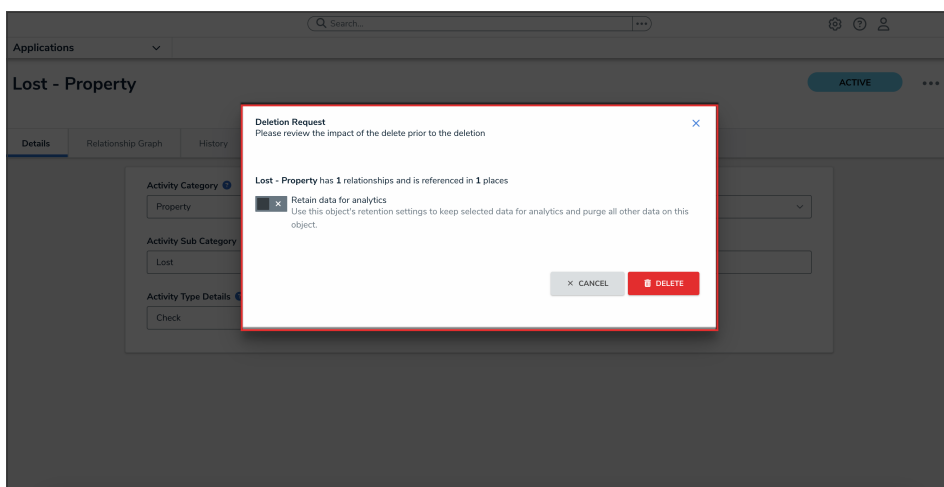 Search...
Applications
Lost - Property
ACTIVE
Details Relationship Graph History
Deletion Request
Please review the impact of the delete prior to the deletion
Lost - Property has 1 relationships and is referenced in 1 places
Retain data for analytics
Use this object's retention settings to keep selected data for analytics and purge all other data on this
object.
CANCEL DELETE
Activity Category
Property
Activity Sub Category
Lost
Activity Type Details
Check